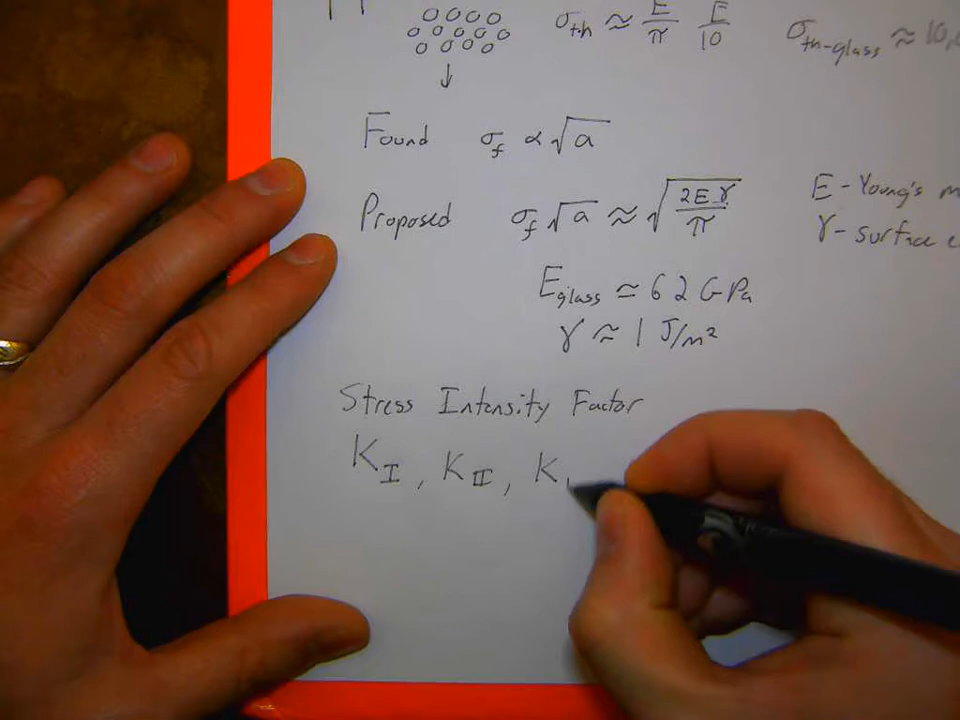 σth ≈ E/π E/10 σth-glass ≈ 10,
Found σf ∝ √a
Proposed σf √a ≈ √(2Eγ/π) E - Young's m
γ - surface e
Eglass ≃ 62 GPa
γ ≈ 1 J/m²
Stress Intensity Factor
KI, KII, K